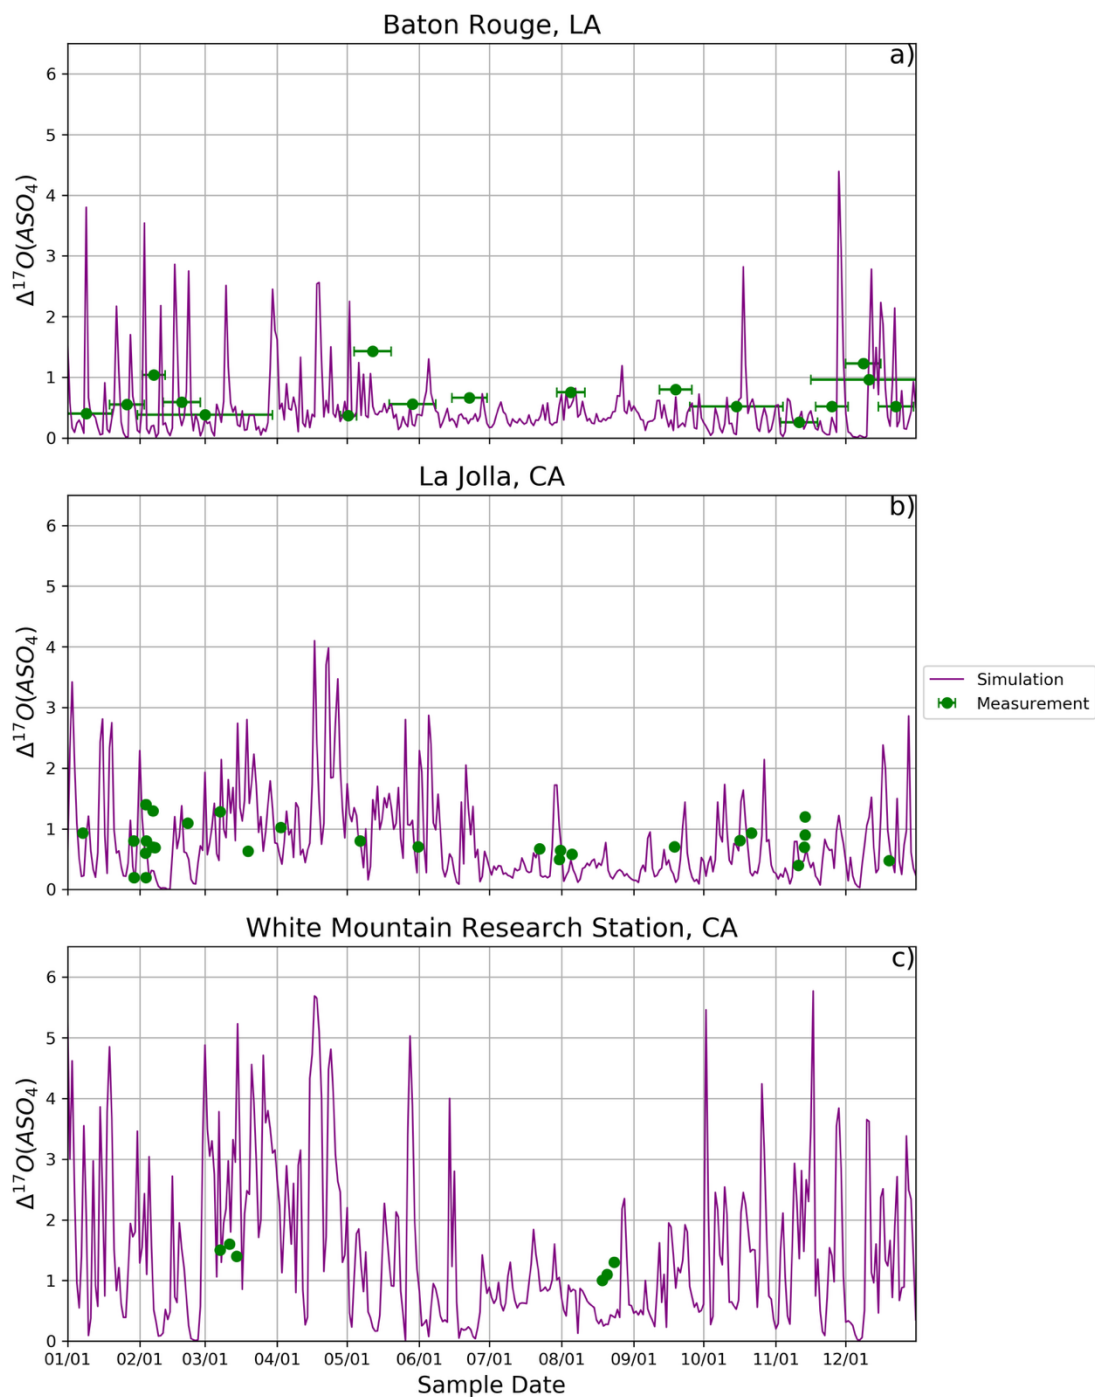 Baton Rouge, LA
a)
6
5
4
3
2
1
0
Δ¹⁷O(ASO₄)
La Jolla, CA
b)
6
5
4
3
2
1
0
Δ¹⁷O(ASO₄)
Simulation
Measurement
White Mountain Research Station, CA
c)
6
5
4
3
2
1
0
Δ¹⁷O(ASO₄)
01/01 02/01 03/01 04/01 05/01 06/01 07/01 08/01 09/01 10/01 11/01 12/01
Sample Date